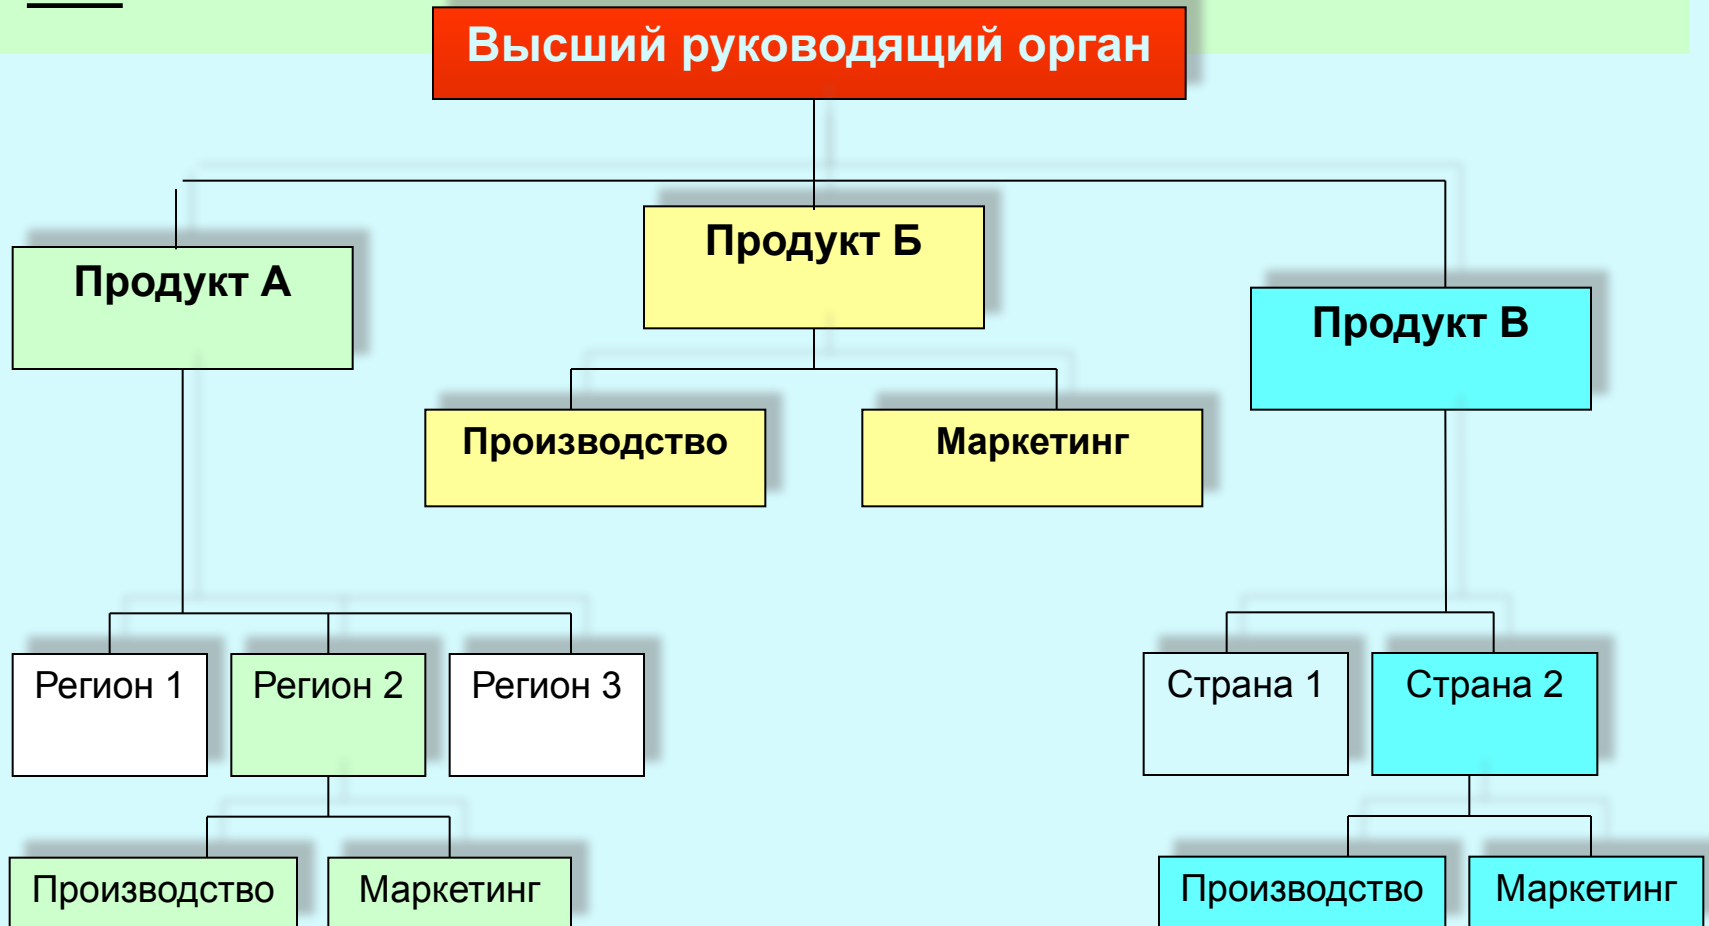 Высший руководящий орган
Продукт А
Продукт Б
Продукт В
Производство
Маркетинг
Регион 1
Регион 2
Регион 3
Страна 1
Страна 2
Производство
Маркетинг
Производство
Маркетинг